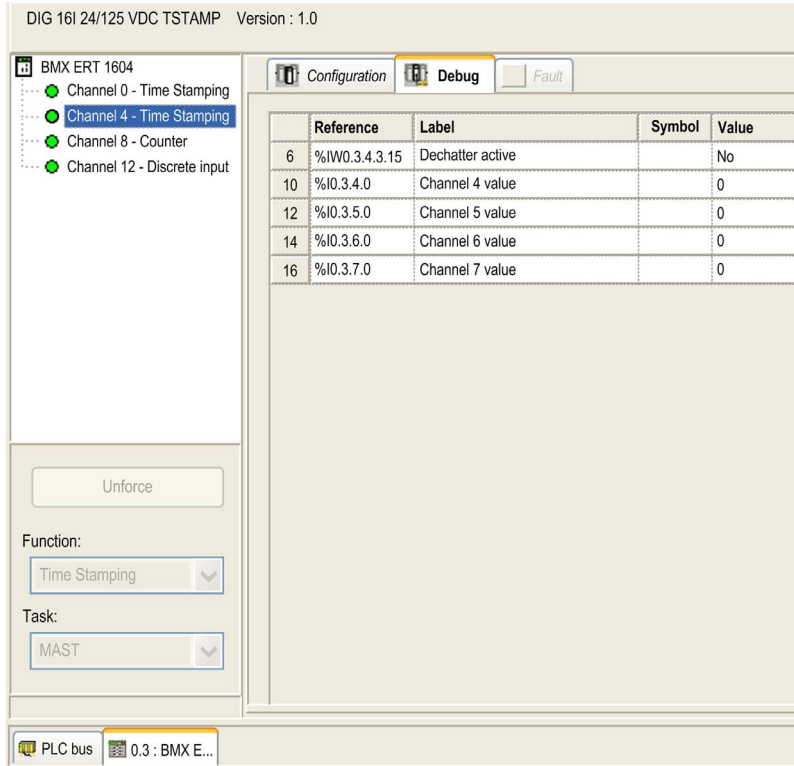 DIG 16I 24/125 VDC TSTAMP Version : 1.0
BMX ERT 1604
Channel 0 - Time Stamping
Channel 4 - Time Stamping
Channel 8 - Counter
Channel 12 - Discrete input
Configuration Debug Fault
Reference Label Symbol Value
6 %IW0.3.4.3.15 Dechatter active No
10 %I0.3.4.0 Channel 4 value 0
12 %I0.3.5.0 Channel 5 value 0
14 %I0.3.6.0 Channel 6 value 0
16 %I0.3.7.0 Channel 7 value 0
Unforce
Function:
Time Stamping
Task:
MAST
PLC bus 0.3 : BMX E...